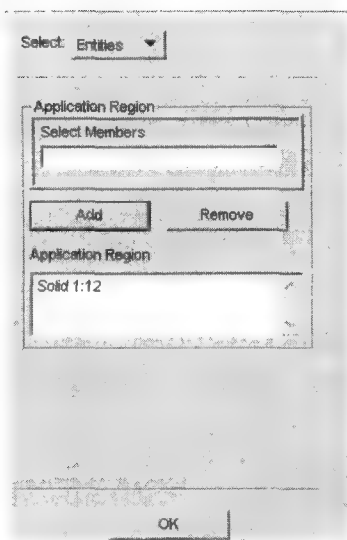 Select: Entities
Application Region
Select Members
Add Remove
Application Region
Solid 1:12
OK